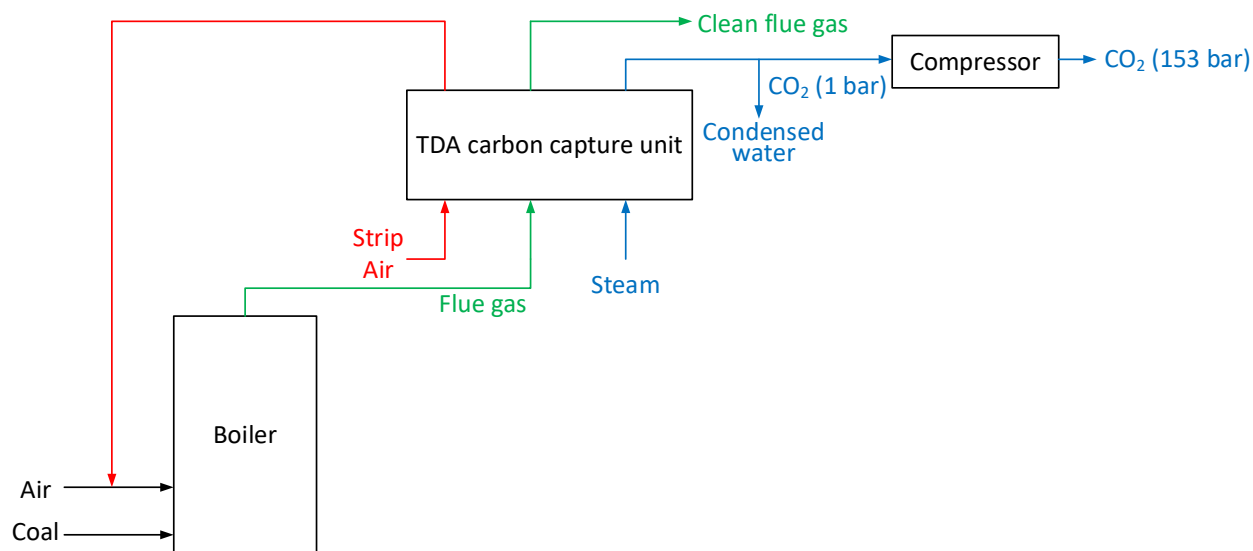 Clean flue gas
Compressor
CO₂ (153 bar)
CO₂ (1 bar)
TDA carbon capture unit
Condensed
water
Strip
Air
Steam
Flue gas
Boiler
Air
Coal